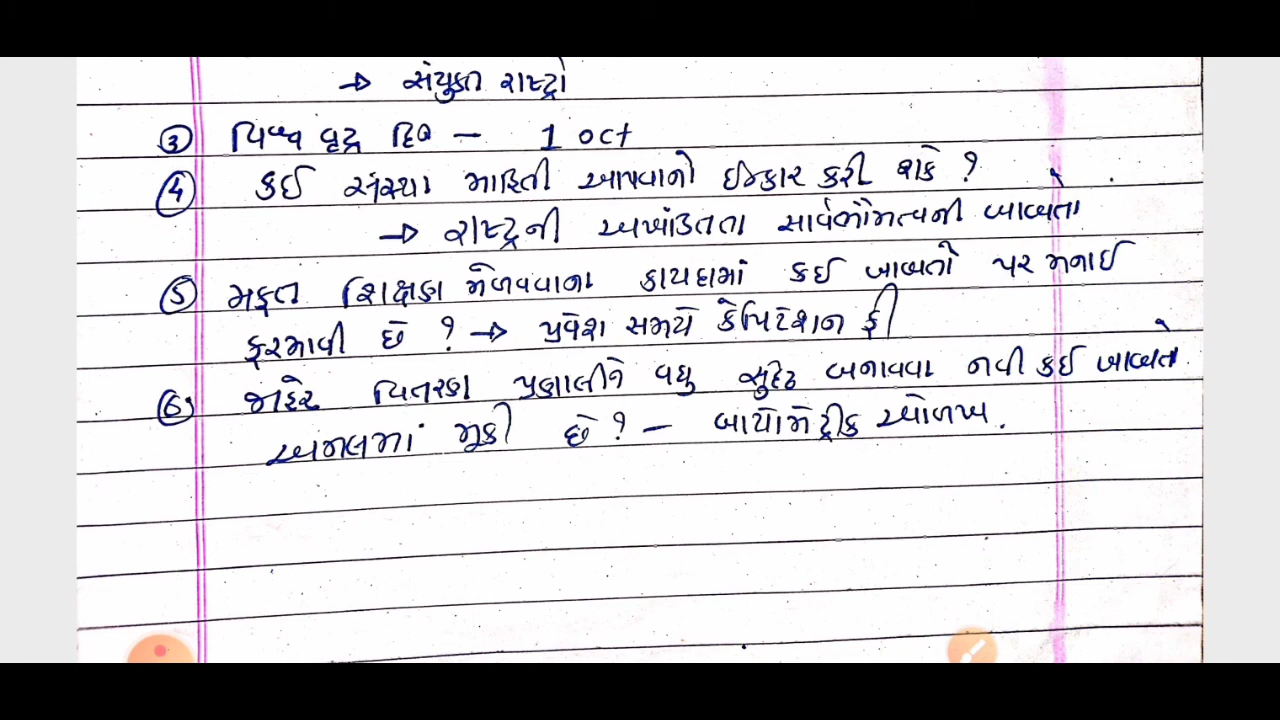 → સંયુક્ત રાષ્ટ્રો
③ વિશ્વ વૃદ્ધ દિન - 1 oct
④ કઈ સંસ્થા માહિતી આપવાનો ઈન્કાર કરી શકે ?
→ રાષ્ટ્રની અખંડિતતા સાર્વભૌમત્વની બાબતો
⑤ મફત શિક્ષણ મેળવવાના કાયદામાં કઈ બાબતો પર મનાઈ
ફરમાવી છે ? → પ્રવેશ સમયે કેપિટેશન ફી
⑥ જાહેર વિતરણ પ્રણાલીને વધુ સુદૃઢ બનાવવા નવી કઈ બાબતો
અમલમાં મૂકી છે ? - બાયોમેટ્રીક ઓળખ.